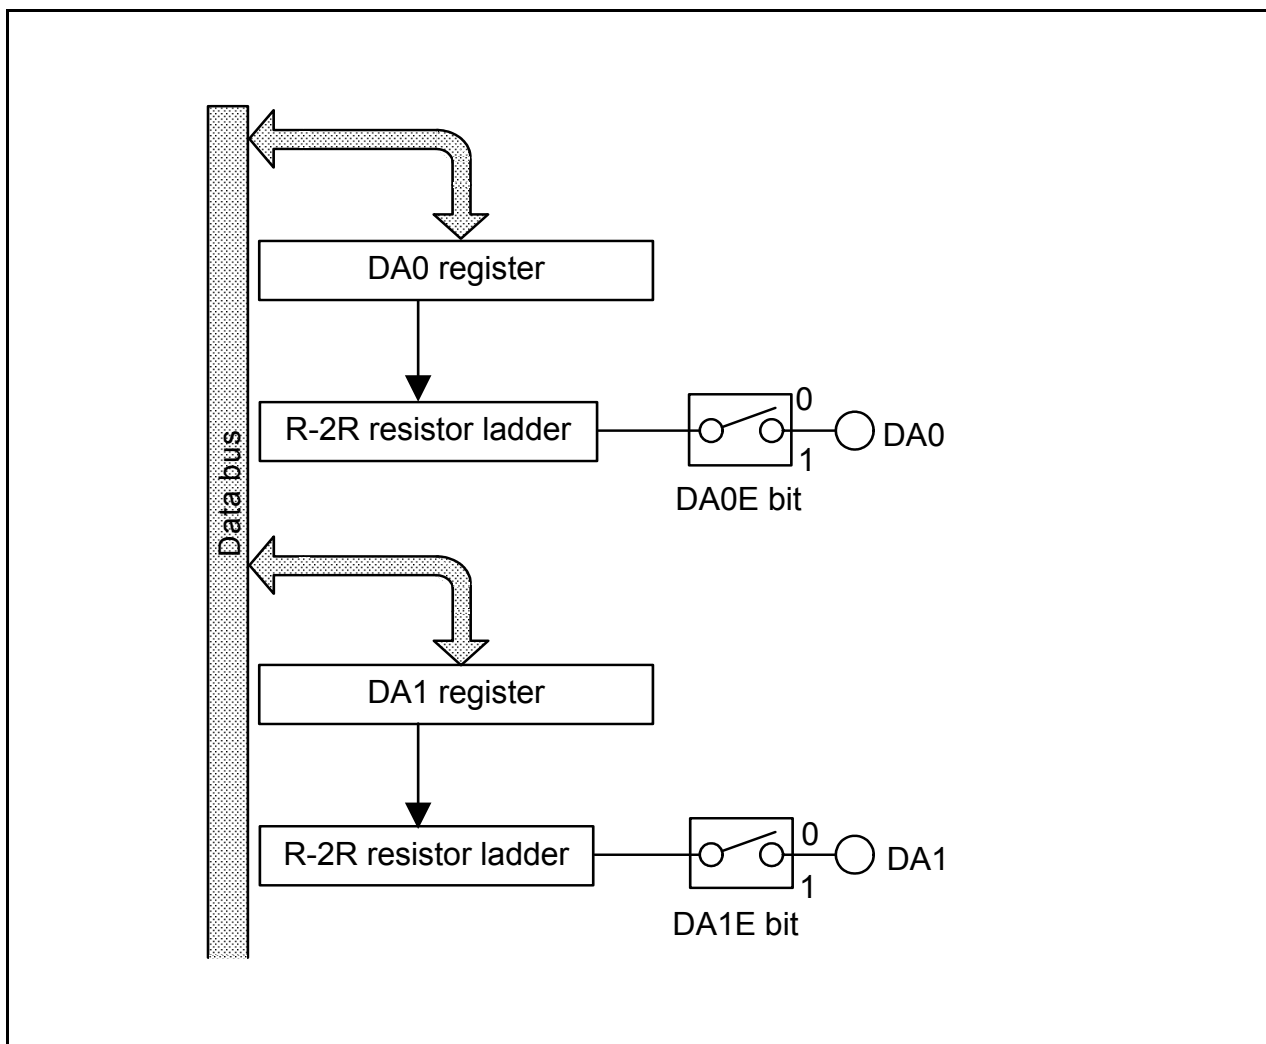 Data bus
DA0 register
R-2R resistor ladder
0
1
DA0
DA0E bit
DA1 register
R-2R resistor ladder
0
1
DA1
DA1E bit